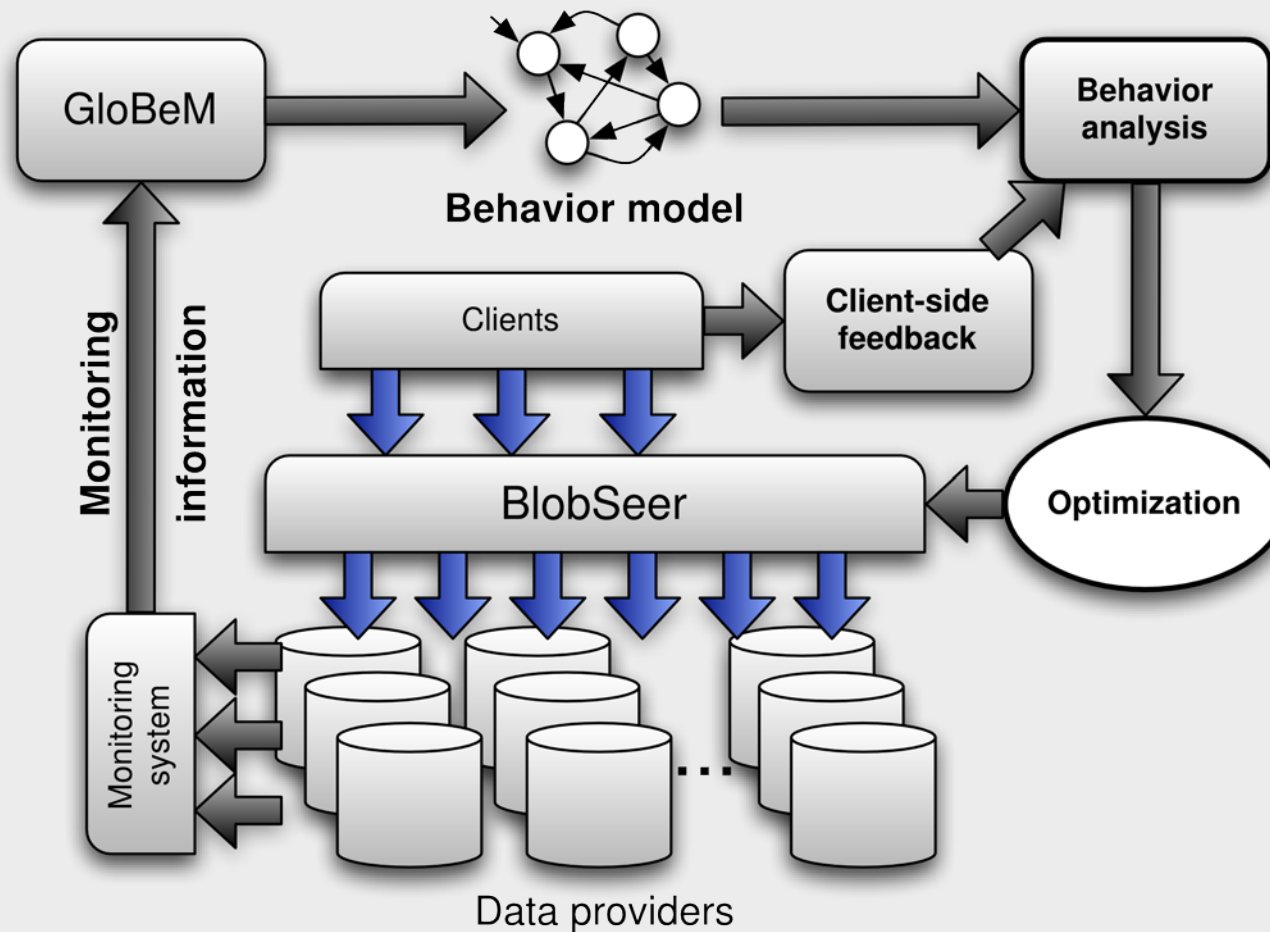 GloBeM
Behavior
analysis
Behavior model
Clients
Client-side
feedback
Monitoring
information
BlobSeer
Optimization
Monitoring
system
...
Data providers